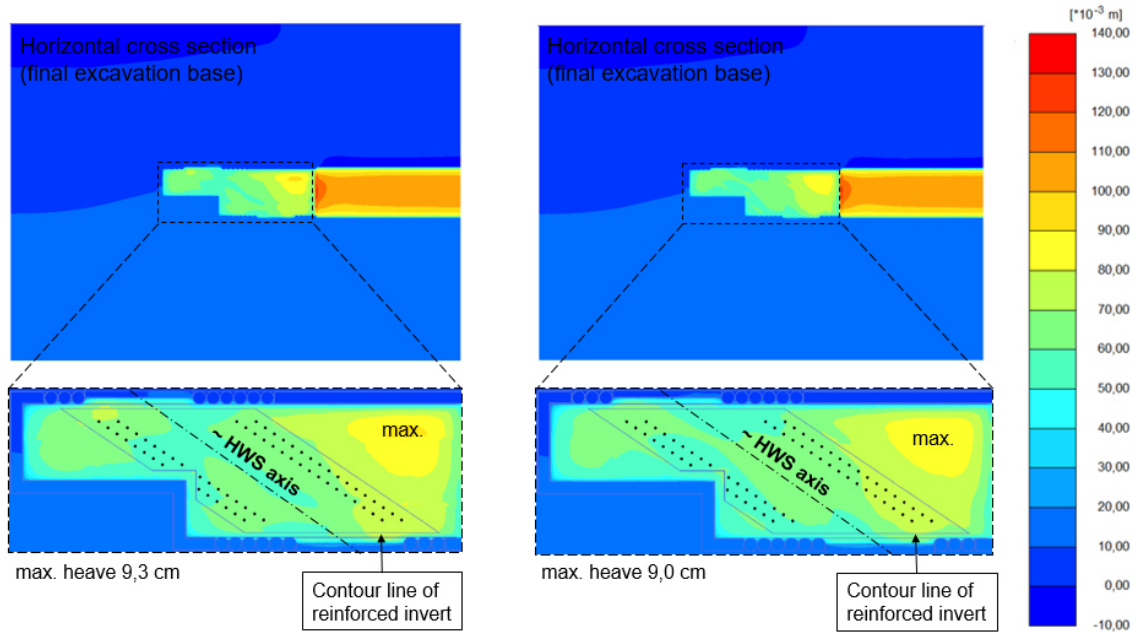 Horizontal cross section
(final excavation base)
max.
~ HWS axis
max. heave 9,3 cm
Contour line of
reinforced invert
Horizontal cross section
(final excavation base)
max.
~ HWS axis
max. heave 9,0 cm
Contour line of
reinforced invert
[*10⁻³ m]
140,00
130,00
120,00
110,00
100,00
90,00
80,00
70,00
60,00
50,00
40,00
30,00
20,00
10,00
0,00
-10,00